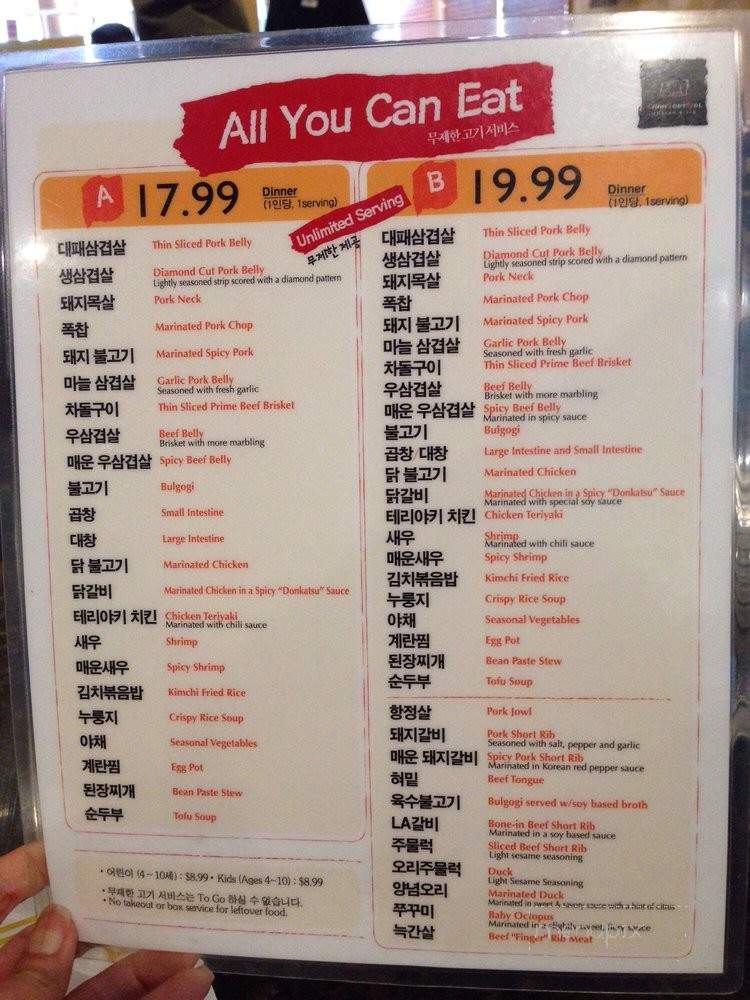 All You Can Eat
무제한 고기 서비스
A 17.99 Dinner
(1인당, 1serving)
Unlimited Serving
무제한 제공
대패삼겹살 Thin Sliced Pork Belly
생삼겹살 Diamond Cut Pork Belly
Lightly seasoned strip scored with a diamond pattern
돼지목살 Pork Neck
폭찹 Marinated Pork Chop
돼지 불고기 Marinated Spicy Pork
마늘 삼겹살 Garlic Pork Belly
Seasoned with fresh garlic
차돌구이 Thin Sliced Prime Beef Brisket
우삼겹살 Beef Belly
Brisket with more marbling
매운 우삼겹살 Spicy Beef Belly
불고기 Bulgogi
곱창 Small Intestine
대창 Large Intestine
닭 불고기 Marinated Chicken
닭갈비 Marinated Chicken in a Spicy "Donkatsu" Sauce
테리야키 치킨 Chicken Teriyaki
Marinated with chili sauce
새우 Shrimp
매운새우 Spicy Shrimp
김치볶음밥 Kimchi Fried Rice
누룽지 Crispy Rice Soup
야채 Seasonal Vegetables
계란찜 Egg Pot
된장찌개 Bean Paste Stew
순두부 Tofu Soup
• 어린이 (4~10세) : $8.99 • Kids (Ages 4~10) : $8.99
• 무제한 고기 서비스는 To Go 하실 수 없습니다.
• No takeout or box service for leftover food.
B 19.99 Dinner
(1인당, 1serving)
대패삼겹살 Thin Sliced Pork Belly
생삼겹살 Diamond Cut Pork Belly
Lightly seasoned strip scored with a diamond pattern
돼지목살 Pork Neck
폭찹 Marinated Pork Chop
돼지 불고기 Marinated Spicy Pork
마늘 삼겹살 Garlic Pork Belly
Seasoned with fresh garlic
차돌구이 Thin Sliced Prime Beef Brisket
우삼겹살 Beef Belly
Brisket with more marbling
매운 우삼겹살 Spicy Beef Belly
Marinated in spicy sauce
불고기 Bulgogi
곱창/대창 Large Intestine and Small Intestine
닭 불고기 Marinated Chicken
닭갈비 Marinated Chicken in a Spicy "Donkatsu" Sauce
Marinated with special soy sauce
테리야키 치킨 Chicken Teriyaki
새우 Shrimp
Marinated with chili sauce
매운새우 Spicy Shrimp
김치볶음밥 Kimchi Fried Rice
누룽지 Crispy Rice Soup
야채 Seasonal Vegetables
계란찜 Egg Pot
된장찌개 Bean Paste Stew
순두부 Tofu Soup
항정살 Pork Jowl
돼지갈비 Pork Short Rib
Seasoned with salt, pepper and garlic
매운 돼지갈비 Spicy Pork Short Rib
Marinated in Korean red pepper sauce
혀밑 Beef Tongue
육수불고기 Bulgogi served w/soy based broth
LA갈비 Bone-in Beef Short Rib
Marinated in a soy based sauce
주물럭 Sliced Beef Short Rib
Light sesame seasoning
오리주물럭 Duck
Light Sesame Seasoning
양념오리 Marinated Duck
Marinated in sweet & savory sauce with a hint of citrus
쭈꾸미 Baby Octopus
Marinated in a slightly sweet, fiery sauce
늑간살 Beef "Finger" Rib Meat